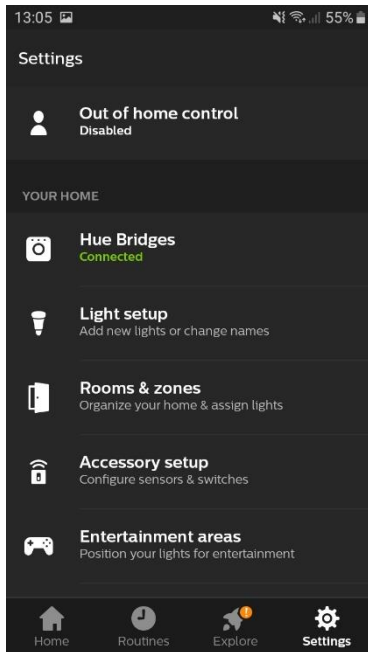 13:05 55%
Settings
Out of home control
Disabled
YOUR HOME
Hue Bridges
Connected
Light setup
Add new lights or change names
Rooms & zones
Organize your home & assign lights
Accessory setup
Configure sensors & switches
Entertainment areas
Position your lights for entertainment
Home Routines Explore Settings